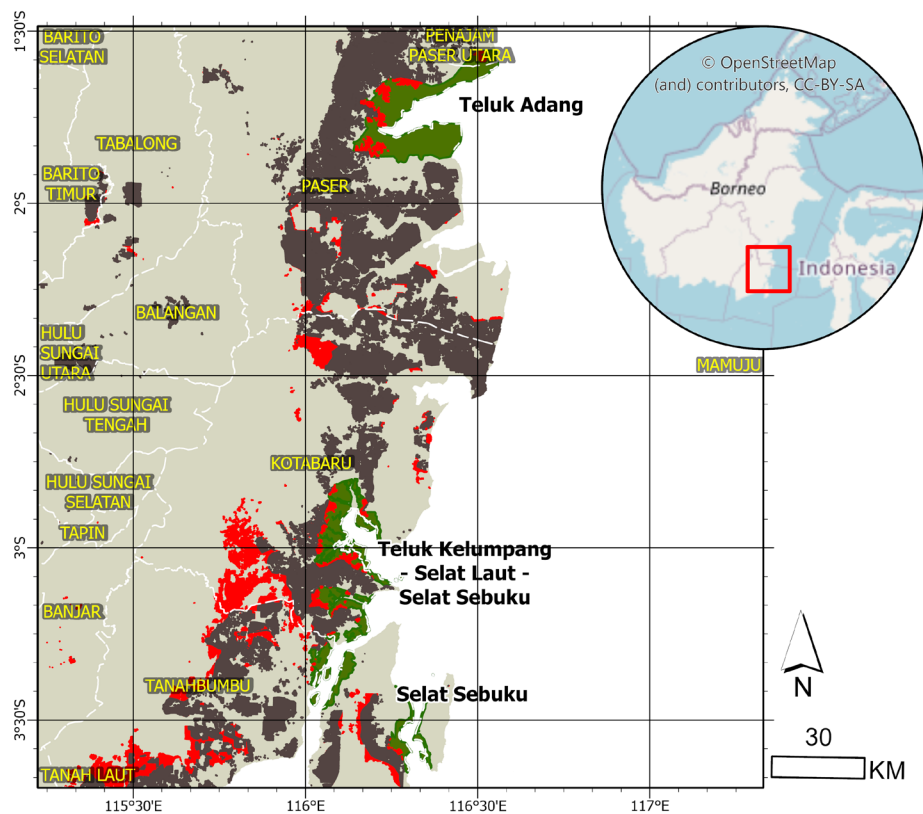 1°30'S
BARITO
SELATAN
PENAJAM
PASER UTARA
© OpenStreetMap
(and) contributors, CC-BY-SA
Teluk Adang
TABALONG
BARITO
TIMUR
PASER
2°S
Borneo
Indonesia
BALANGAN
HULU
SUNGAI
UTARA
MAMUJU
2°30'S
HULU SUNGAI
TENGAH
KOTABARU
HULU SUNGAI
SELATAN
TAPIN
3°S
Teluk Kelumpang
- Selat Laut -
Selat Sebuku
BANJAR
TANAHBUMBU
Selat Sebuku
N
3°30'S
30
KM
TANAH LAUT
115°30'E
116°E
116°30'E
117°E